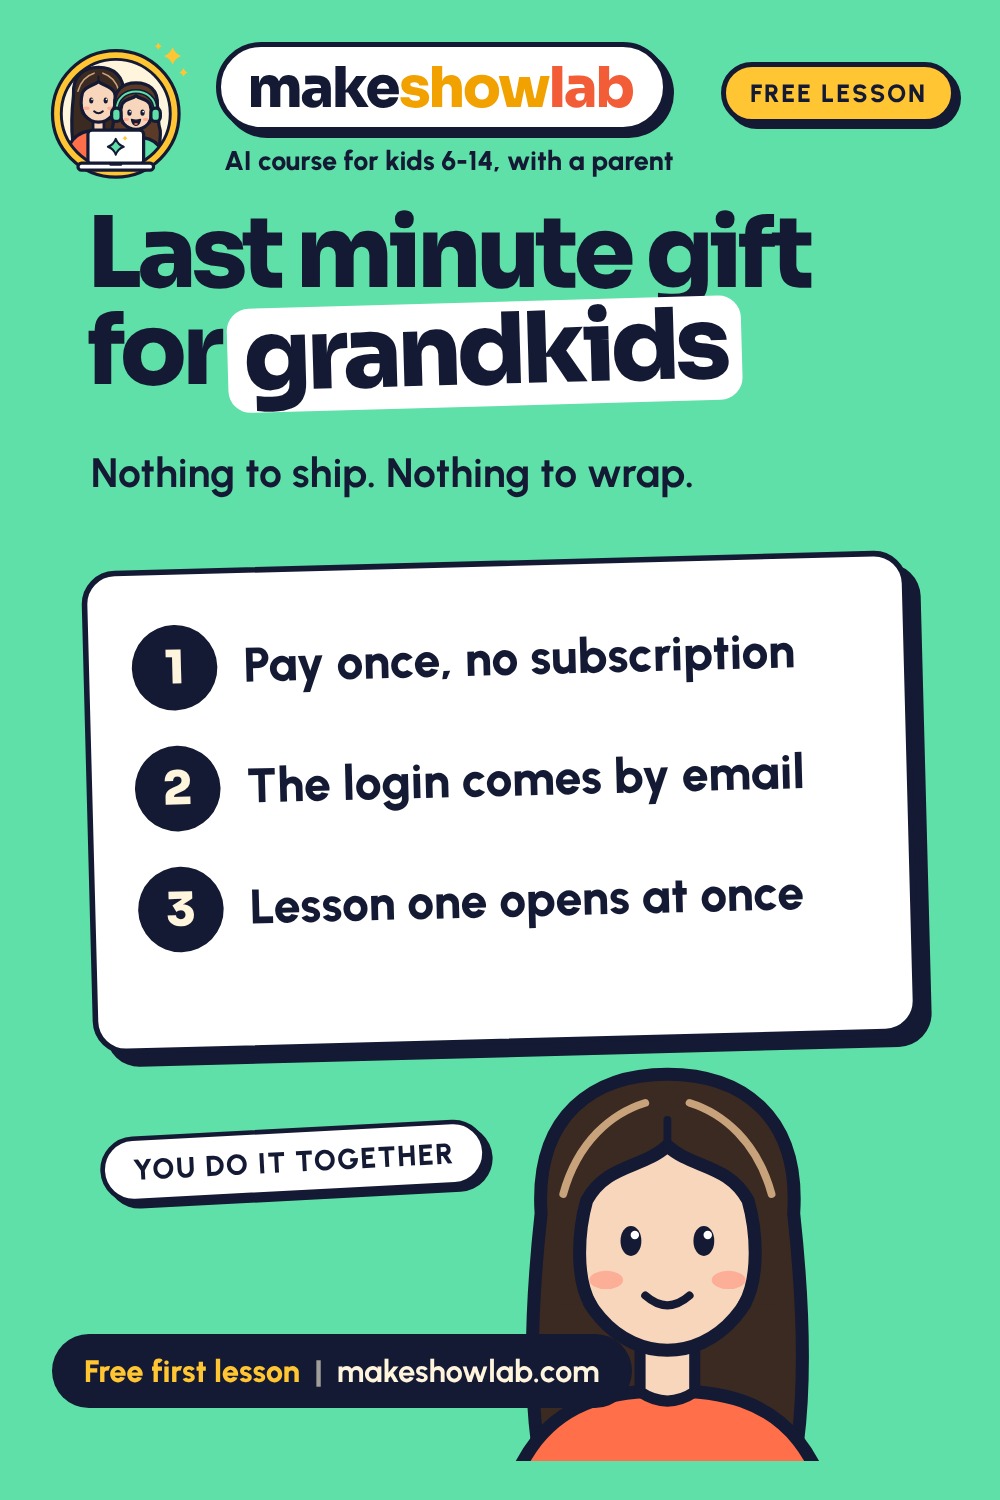 makeshowlab
FREE LESSON
AI course for kids 6-14, with a parent
Last minute gift
for grandkids
Nothing to ship. Nothing to wrap.
1 Pay once, no subscription
2 The login comes by email
3 Lesson one opens at once
YOU DO IT TOGETHER
Free first lesson | makeshowlab.com